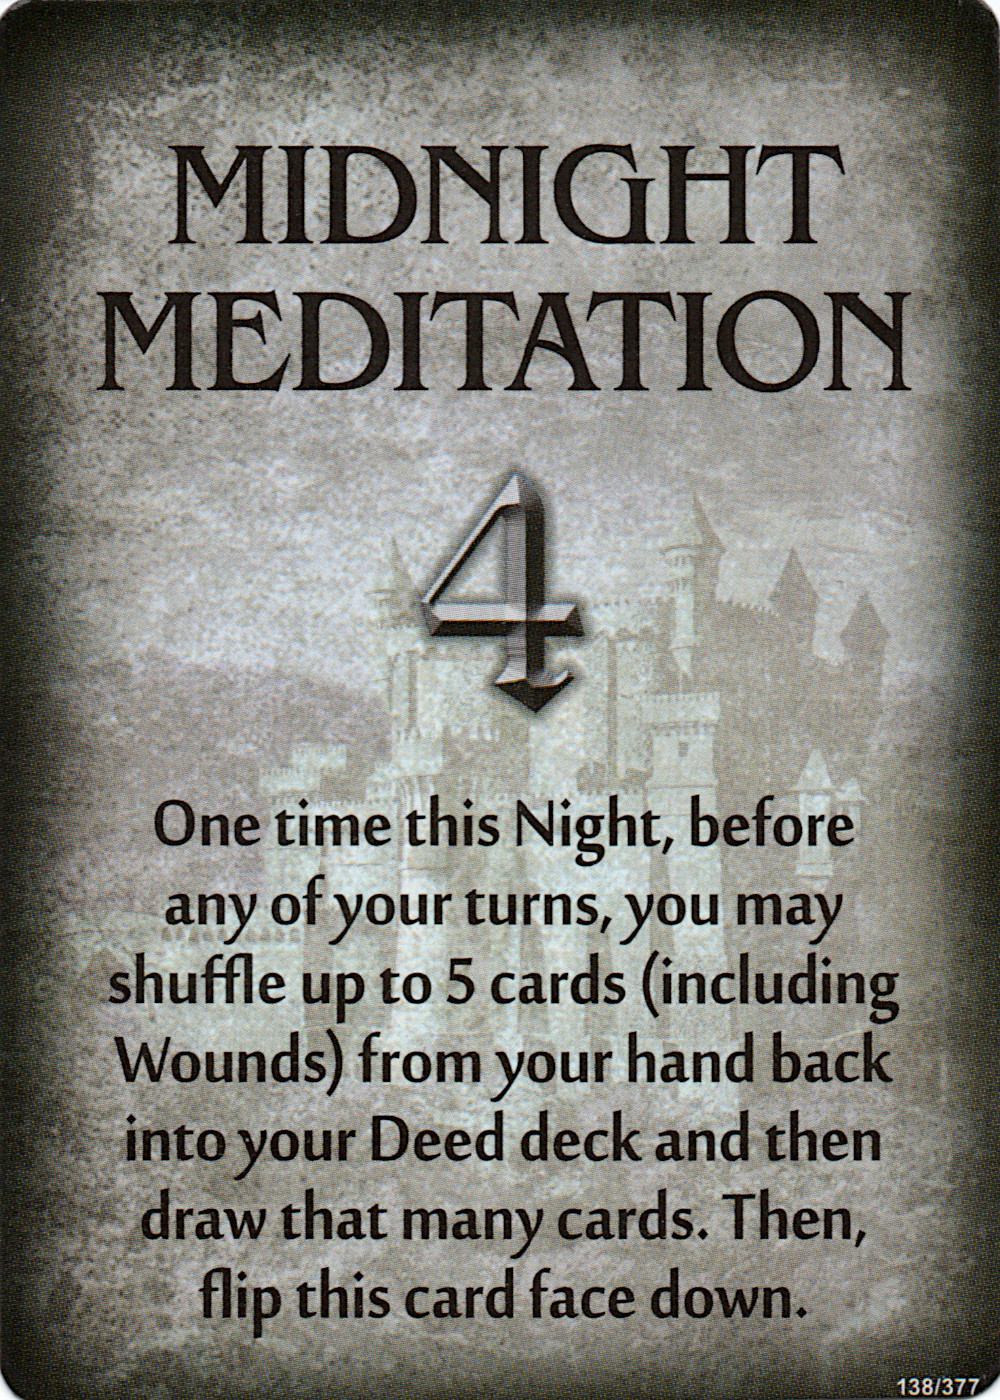 MIDNIGHT
MEDITATION
4
One time this Night, before
any of your turns, you may
shuffle up to 5 cards (including
Wounds) from your hand back
into your Deed deck and then
draw that many cards. Then,
flip this card face down.
138/377